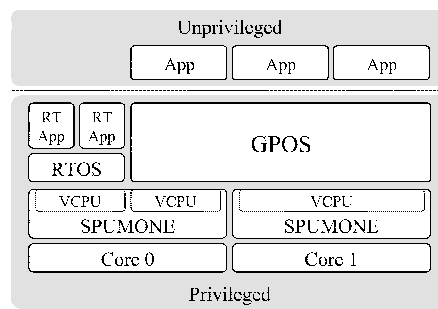 Unprivileged
App App App
RT App RT App
GPOS
RTOS
VCPU VCPU VCPU
SPUMONE SPUMONE
Core 0 Core 1
Privileged